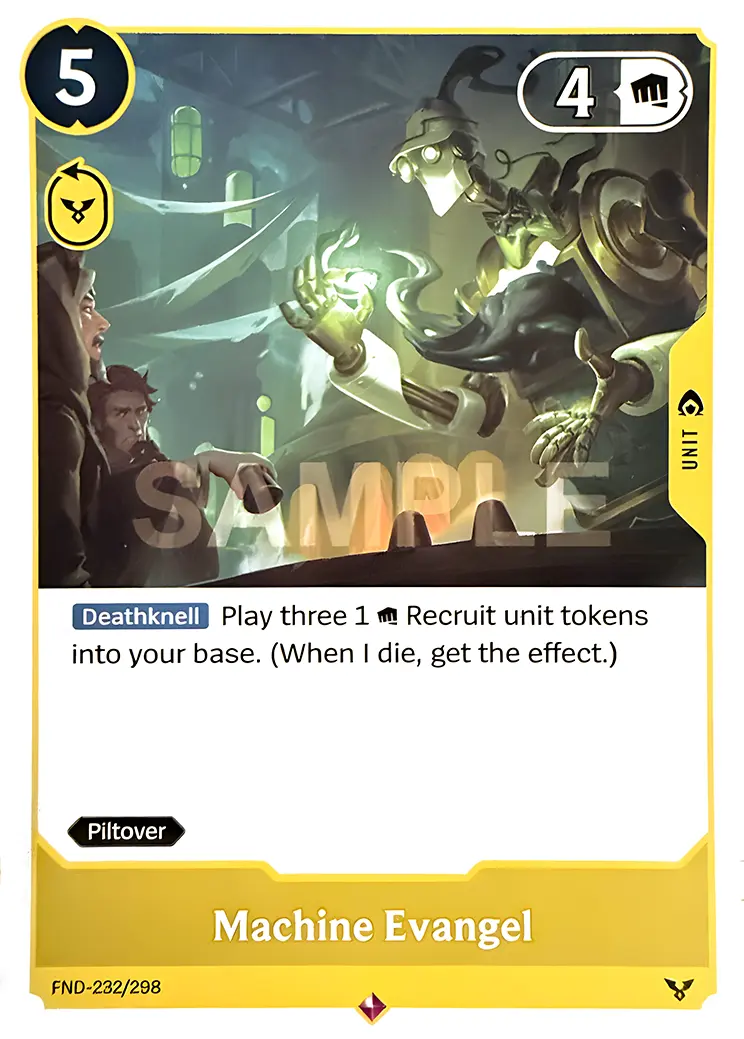 5
4
UNIT
SAMPLE
Deathknell Play three 1 Recruit unit tokens
into your base. (When I die, get the effect.)
Piltover
Machine Evangel
FND-232/298